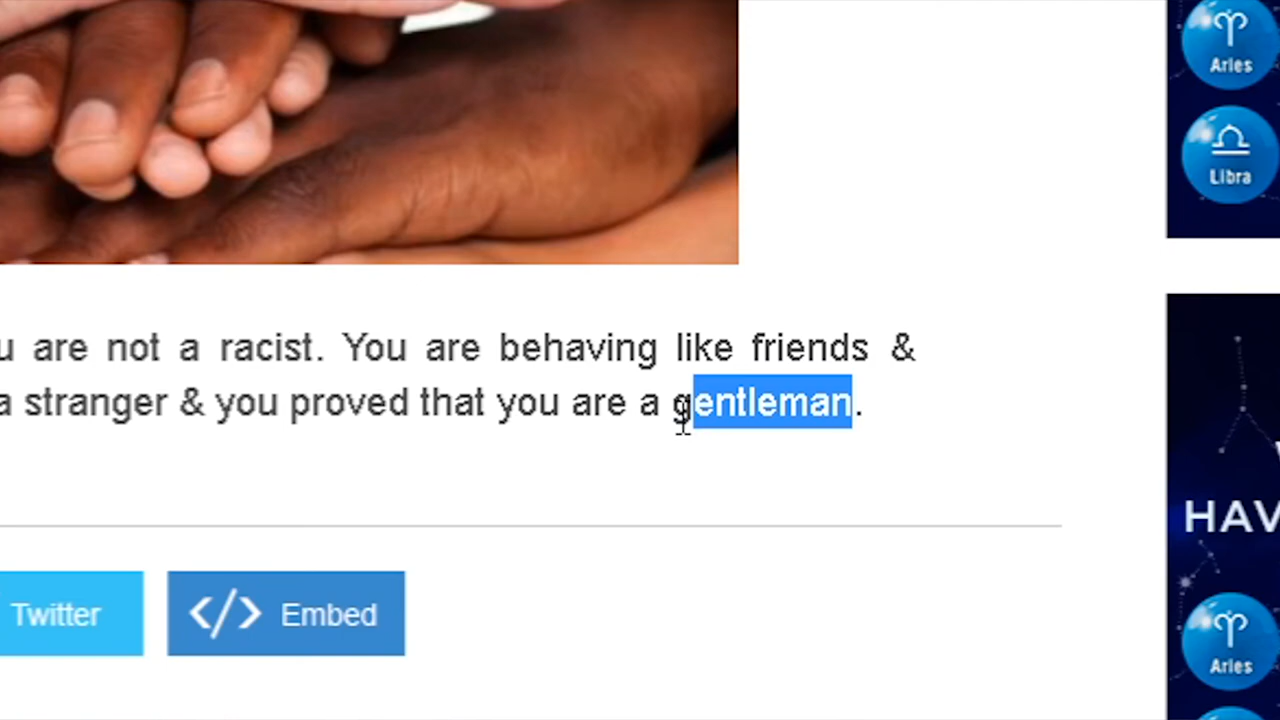 Aries
Libra
are not a racist. You are behaving like friends &
a stranger & you proved that you are a gentleman.
HAV
Twitter
Embed
Aries